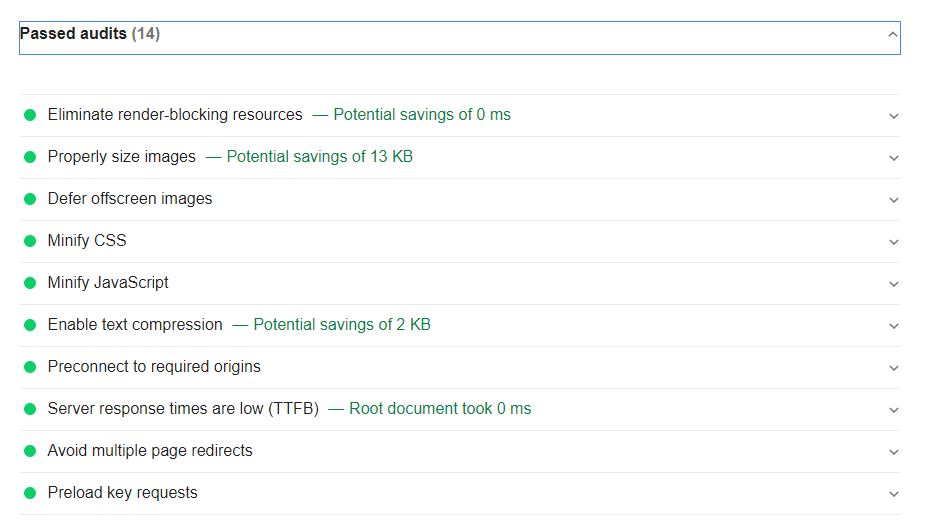 Passed audits (14)
Eliminate render-blocking resources — Potential savings of 0 ms
Properly size images — Potential savings of 13 KB
Defer offscreen images
Minify CSS
Minify JavaScript
Enable text compression — Potential savings of 2 KB
Preconnect to required origins
Server response times are low (TTFB) — Root document took 0 ms
Avoid multiple page redirects
Preload key requests